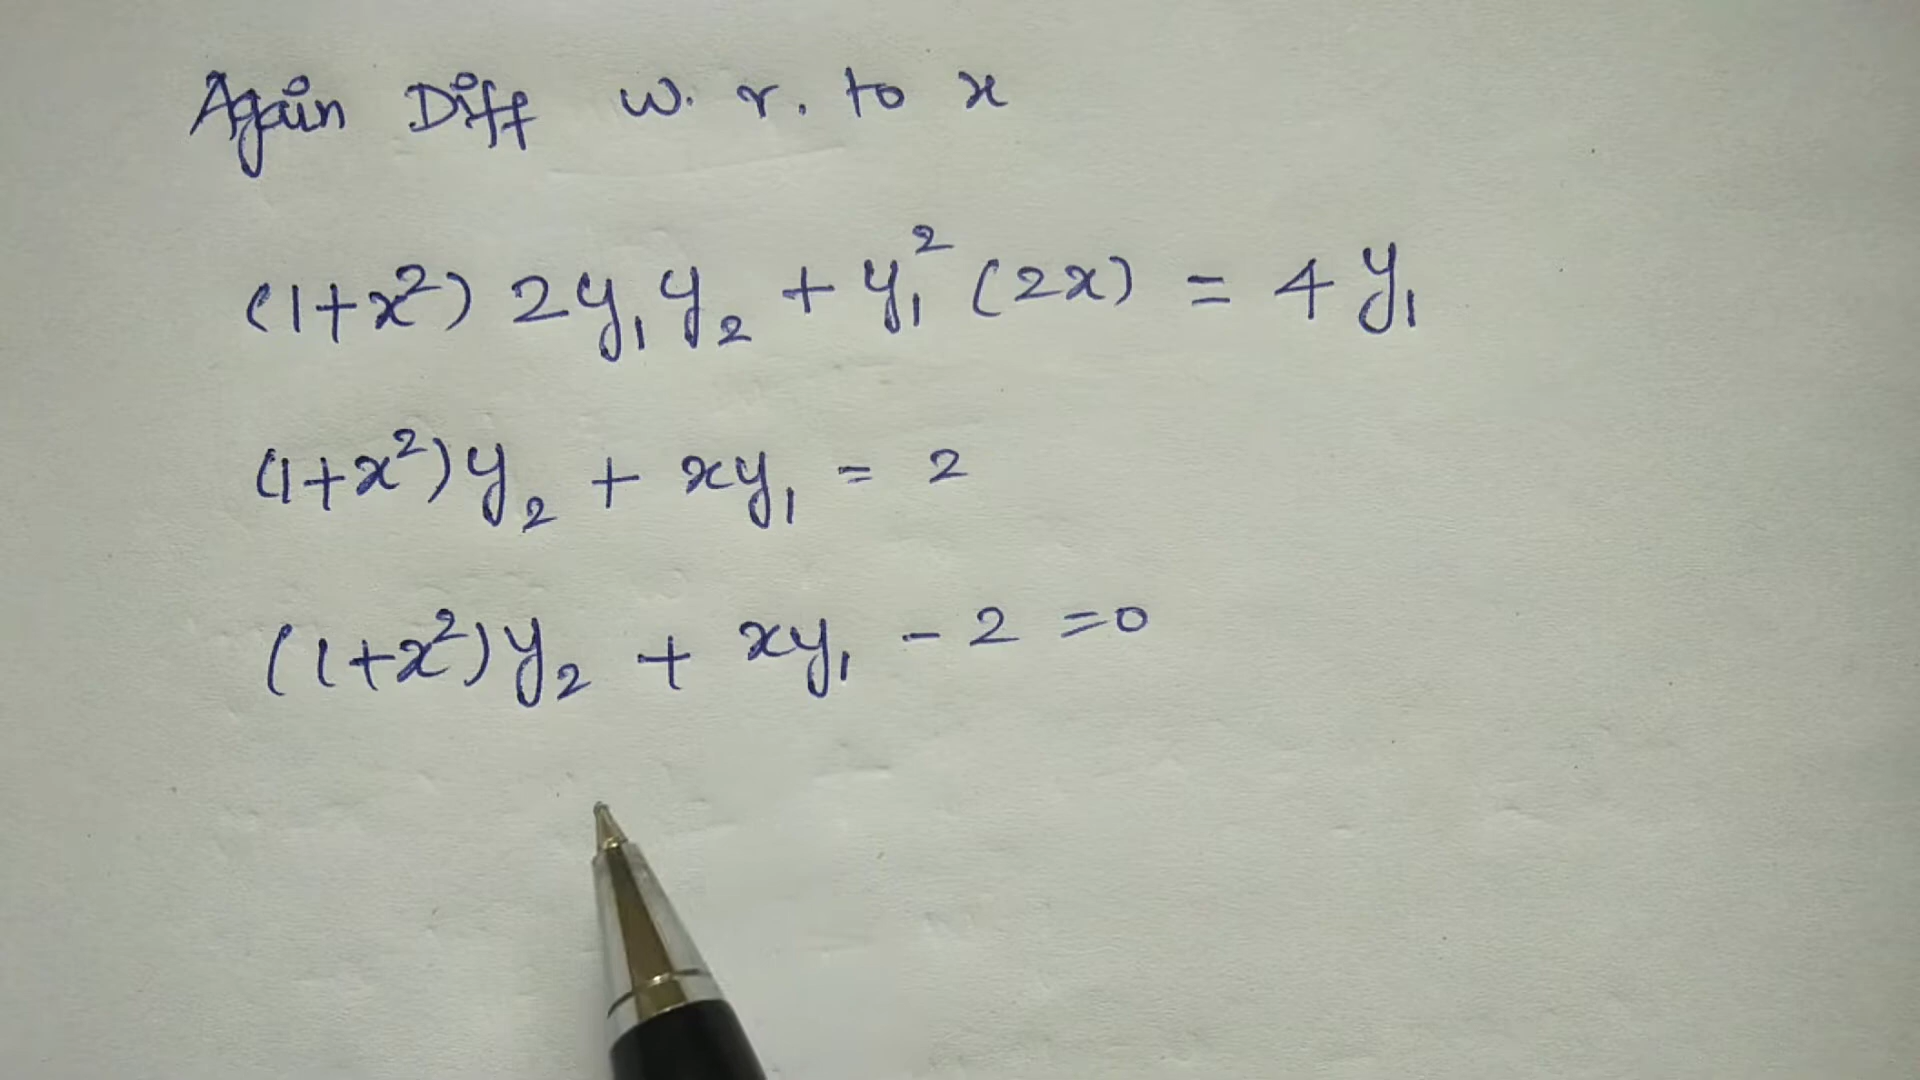 Again Diff w. r. to x
(1+x²) 2y₁y₂ + y₁² (2x) = 4y₁
(1+x²)y₂ + xy₁ = 2
(1+x²)y₂ + xy₁ - 2 =0